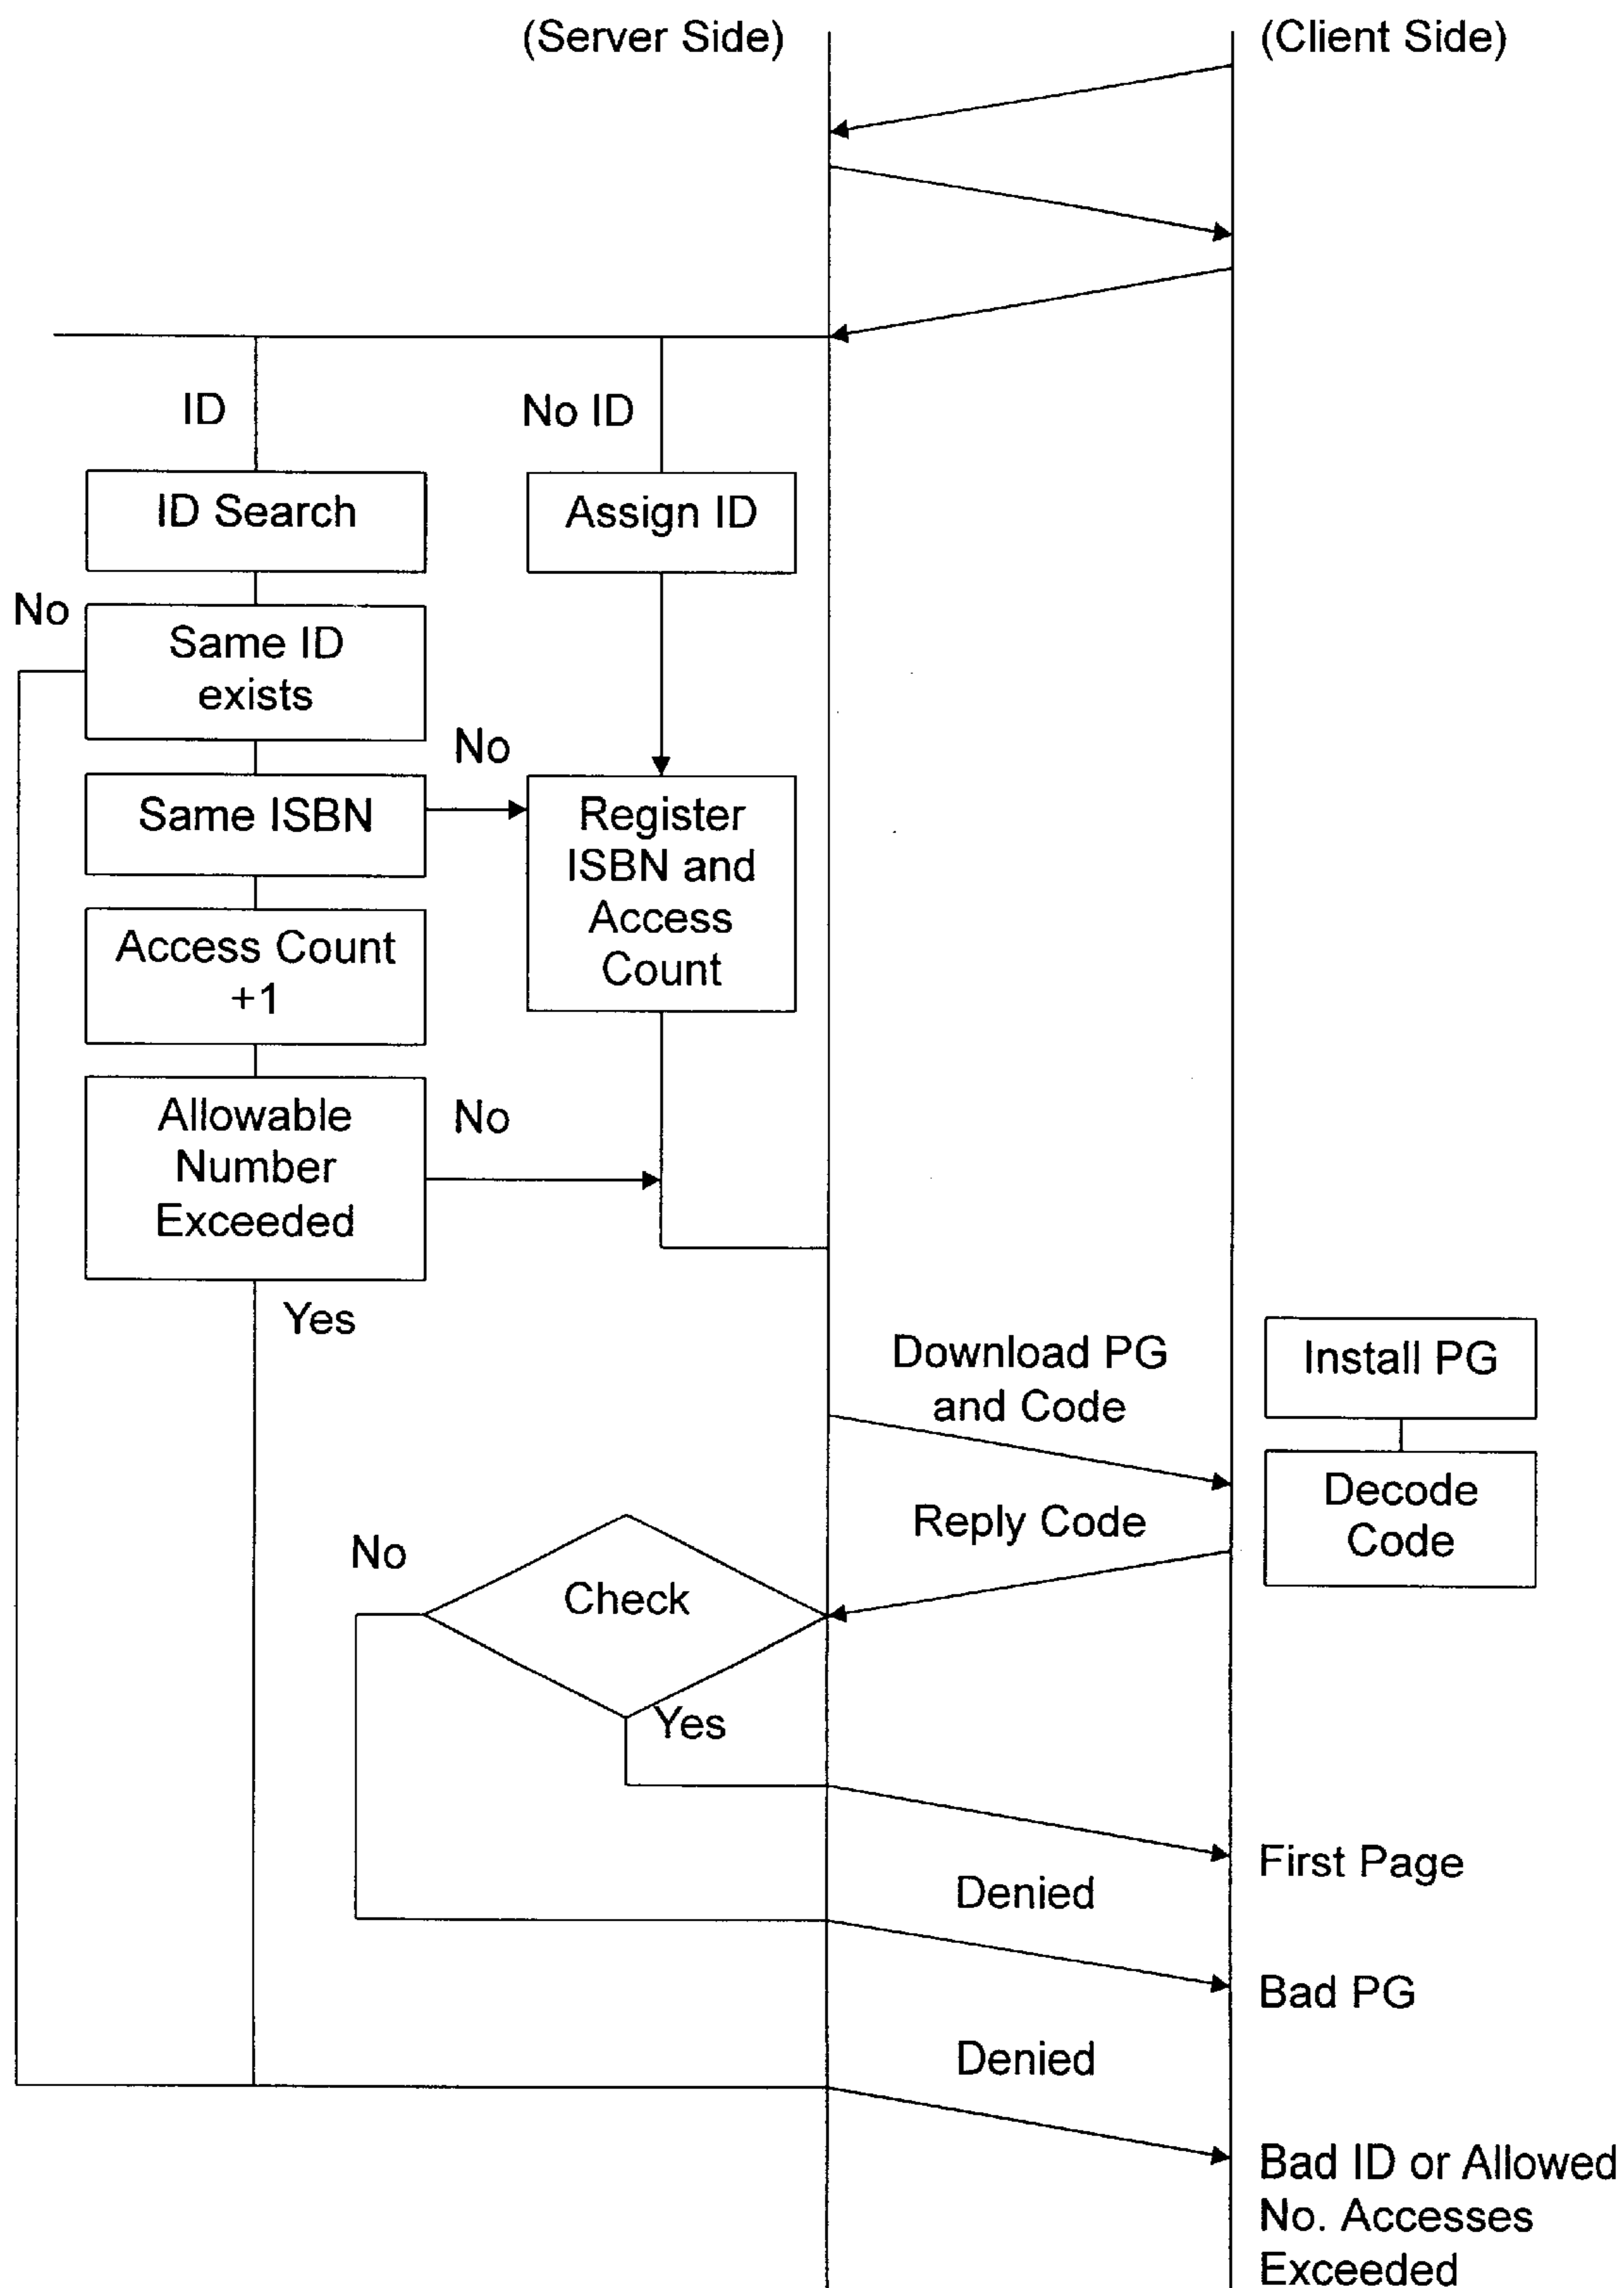 (Server Side)
(Client Side)
ID
No ID
ID Search
Assign ID
No
Same ID
exists
No
Same ISBN
Register
ISBN and
Access
Count
Access Count
+1
Allowable
Number
Exceeded
No
Yes
Download PG
and Code
Install PG
Reply Code
Decode
Code
No
Check
Yes
First Page
Denied
Bad PG
Denied
Bad ID or Allowed
No. Accesses
Exceeded